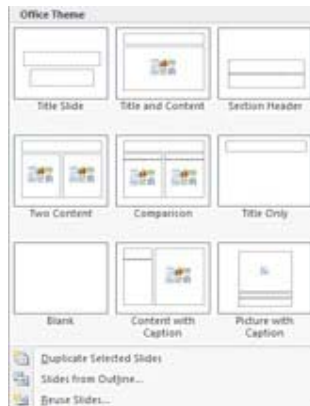 Office Theme
Title Slide
Title and Content
Section Header
Two Content
Comparison
Title Only
Blank
Content with
Caption
Picture with
Caption
Duplicate Selected Slides
Slides from Outline...
Reuse Slides...